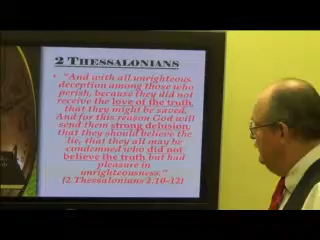 2 THESSALONIANS
• "And with all unrighteous
deception among those who
perish, because they did not
receive the love of the truth,
that they might be saved.
And for this reason God will
send them strong delusion,
that they should believe the
lie, that they all may be
condemned who did not
believe the truth but had
pleasure in
unrighteousness."
(2 Thessalonians 2:10-12)